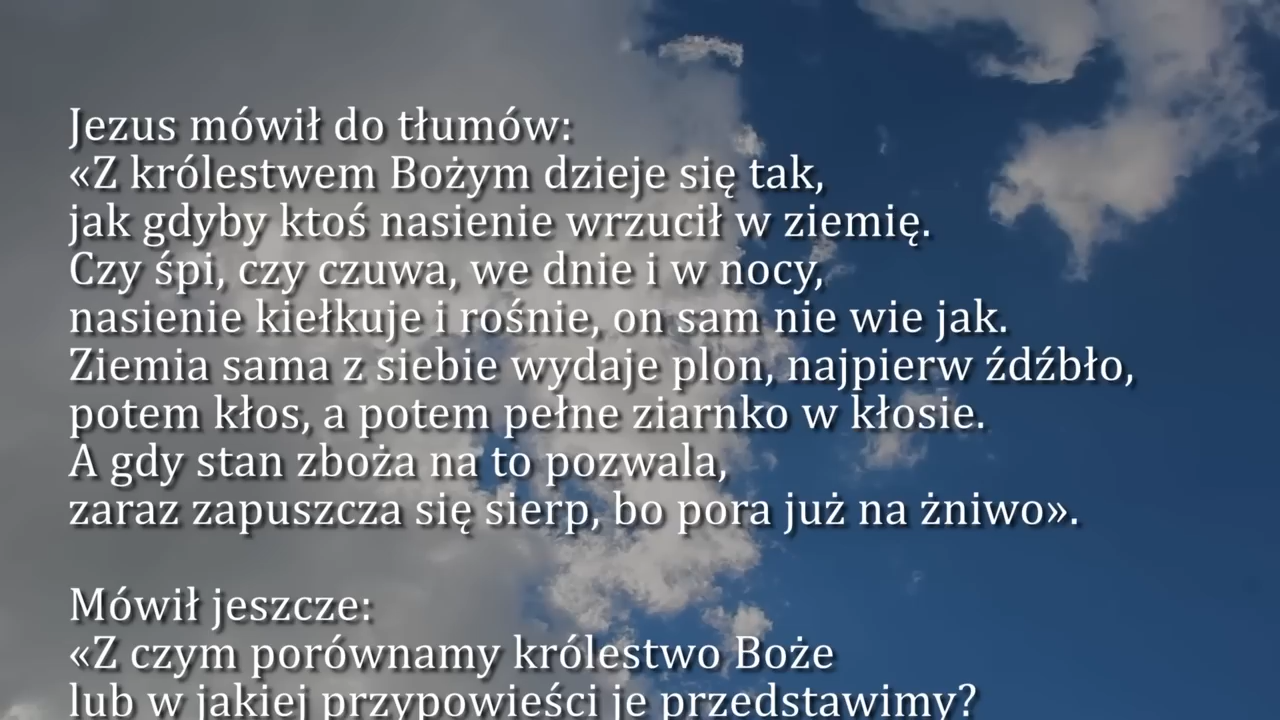 Jezus mówił do tłumów:
«Z królestwem Bożym dzieje się tak,
jak gdyby ktoś nasienie wrzucił w ziemię.
Czy śpi, czy czuwa, we dnie i w nocy,
nasienie kiełkuje i rośnie, on sam nie wie jak.
Ziemia sama z siebie wydaje plon, najpierw źdźbło,
potem kłos, a potem pełne ziarnko w kłosie.
A gdy stan zboża na to pozwala,
zaraz zapuszcza się sierp, bo pora już na żniwo».
Mówił jeszcze:
«Z czym porównamy królestwo Boże
lub w jakiej przypowieści je przedstawimy?